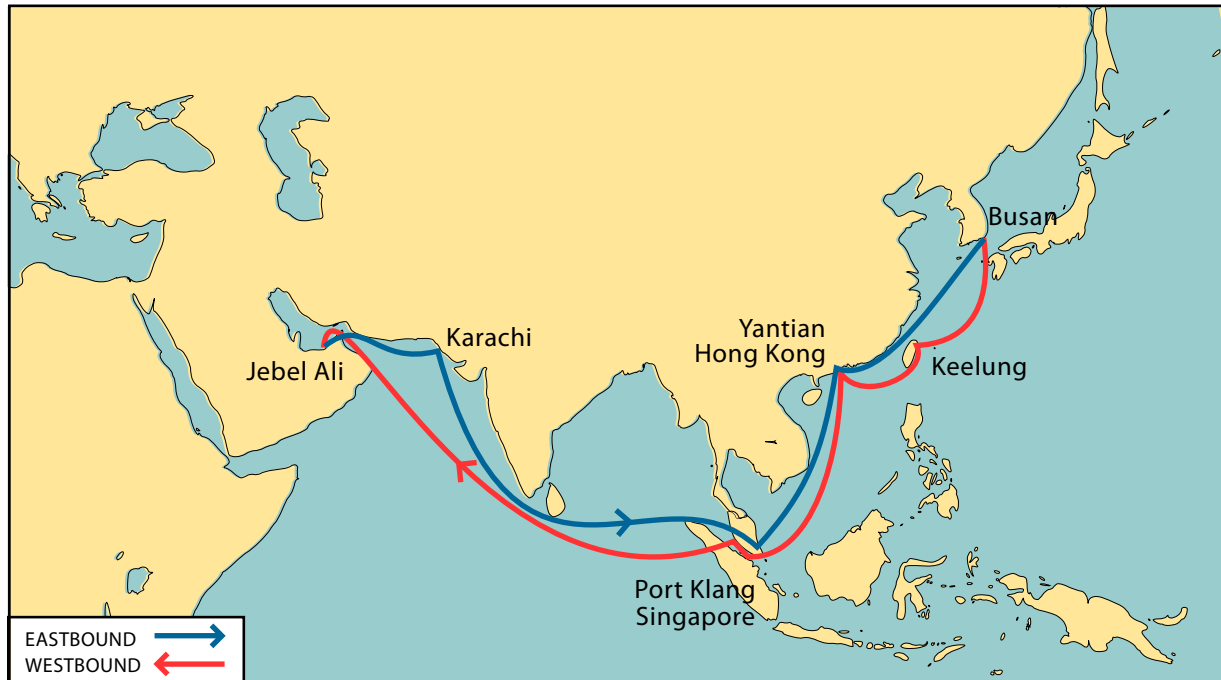 Busan
Karachi
Yantian
Hong Kong
Jebel Ali
Keelung
Port Klang
Singapore
EASTBOUND
WESTBOUND